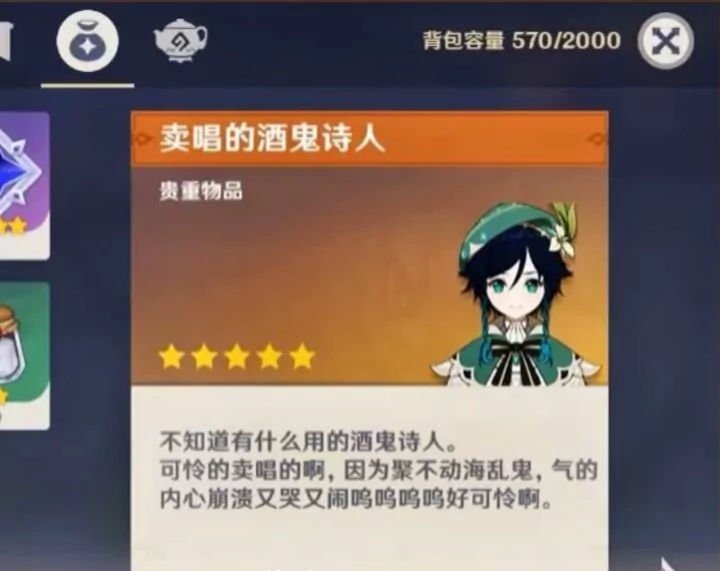 背包容量 570/2000
卖唱的酒鬼诗人
贵重物品
不知道有什么用的酒鬼诗人。
可怜的卖唱的啊，因为聚不动海乱鬼，气的
内心崩溃又哭又闹呜呜呜呜好可怜啊。